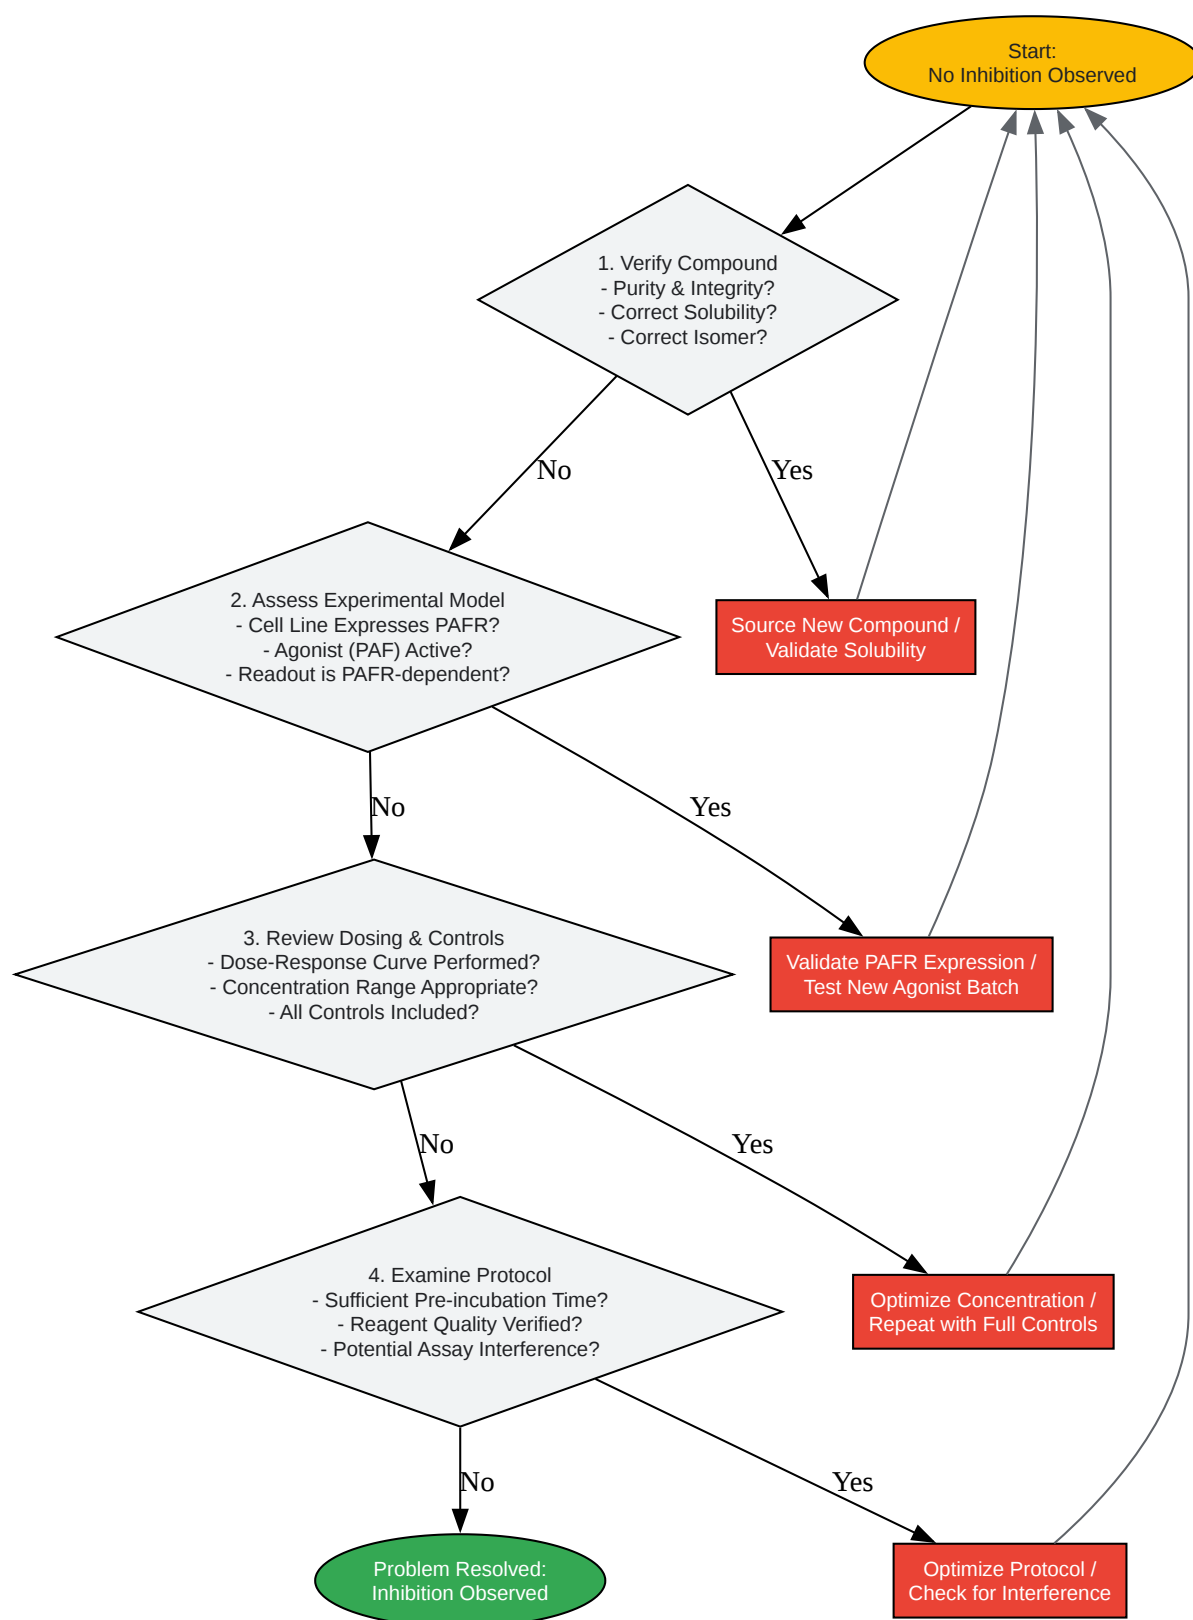 Start:
No Inhibition Observed
1. Verify Compound
- Purity & Integrity?
- Correct Solubility?
- Correct Isomer?
No
Yes
2. Assess Experimental Model
- Cell Line Expresses PAFR?
- Agonist (PAF) Active?
- Readout is PAFR-dependent?
Source New Compound /
Validate Solubility
No
Yes
3. Review Dosing & Controls
- Dose-Response Curve Performed?
- Concentration Range Appropriate?
- All Controls Included?
Validate PAFR Expression /
Test New Agonist Batch
No
Yes
4. Examine Protocol
- Sufficient Pre-incubation Time?
- Reagent Quality Verified?
- Potential Assay Interference?
Optimize Concentration /
Repeat with Full Controls
No
Yes
Problem Resolved:
Inhibition Observed
Optimize Protocol /
Check for Interference